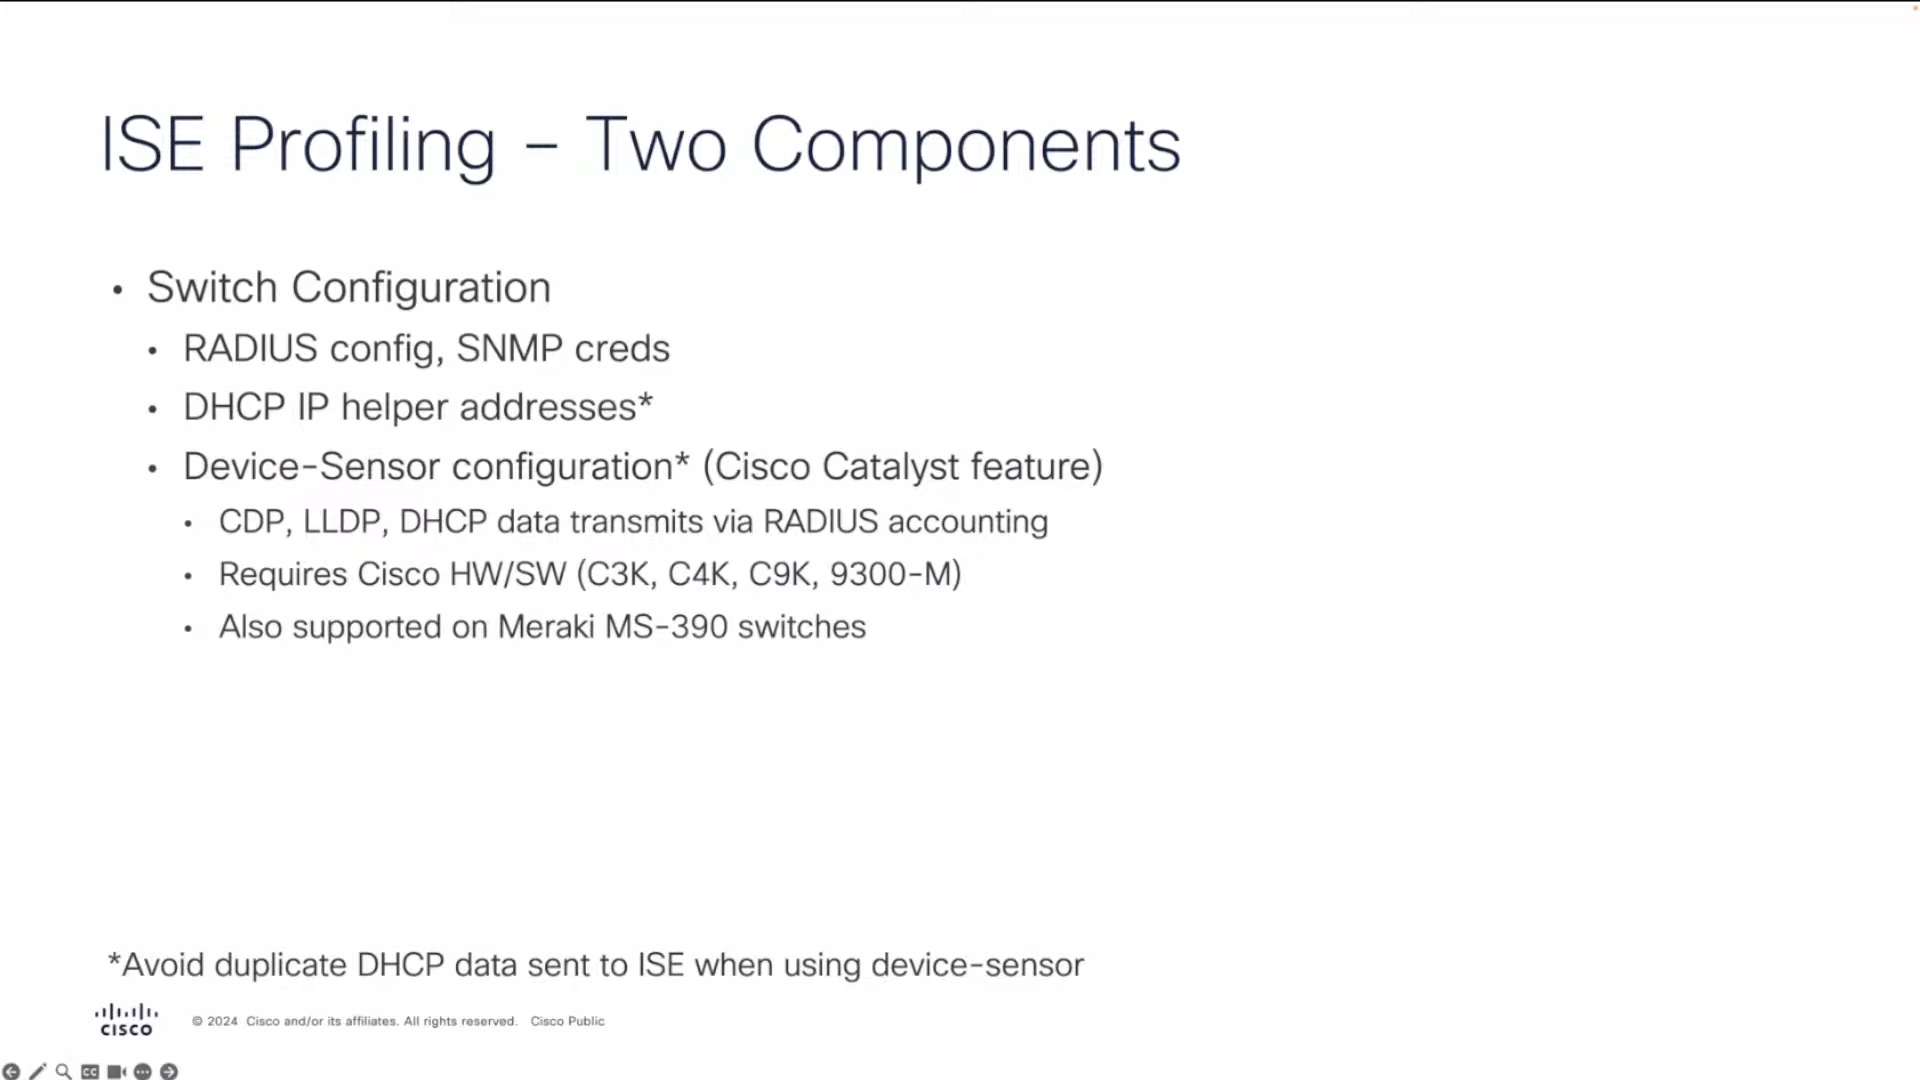 ISE Profiling – Two Components
• Switch Configuration
• RADIUS config, SNMP creds
• DHCP IP helper addresses*
• Device-Sensor configuration* (Cisco Catalyst feature)
• CDP, LLDP, DHCP data transmits via RADIUS accounting
• Requires Cisco HW/SW (C3K, C4K, C9K, 9300-M)
• Also supported on Meraki MS-390 switches
*Avoid duplicate DHCP data sent to ISE when using device-sensor
CISCO © 2024 Cisco and/or its affiliates. All rights reserved. Cisco Public
CC